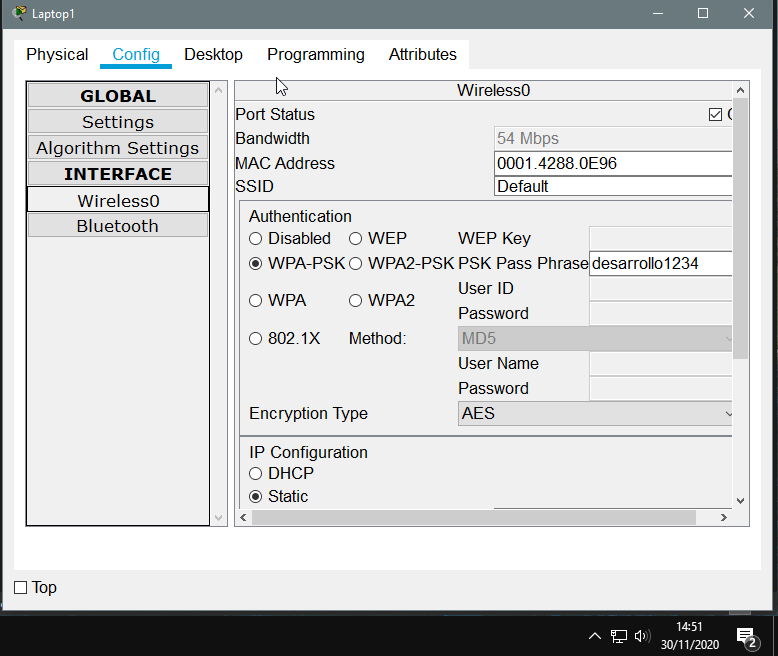 Laptop1
Physical Config Desktop Programming Attributes
GLOBAL
Settings
Algorithm Settings
INTERFACE
Wireless0
Bluetooth
Wireless0
Port Status
Bandwidth 54 Mbps
MAC Address 0001.4288.0E96
SSID Default
Authentication
Disabled WEP WEP Key
WPA-PSK WPA2-PSK PSK Pass Phrase desarrollo1234
User ID
WPA WPA2
Password
802.1X Method: MD5
User Name
Password
Encryption Type AES
IP Configuration
DHCP
Static
Top
14:51
30/11/2020
2